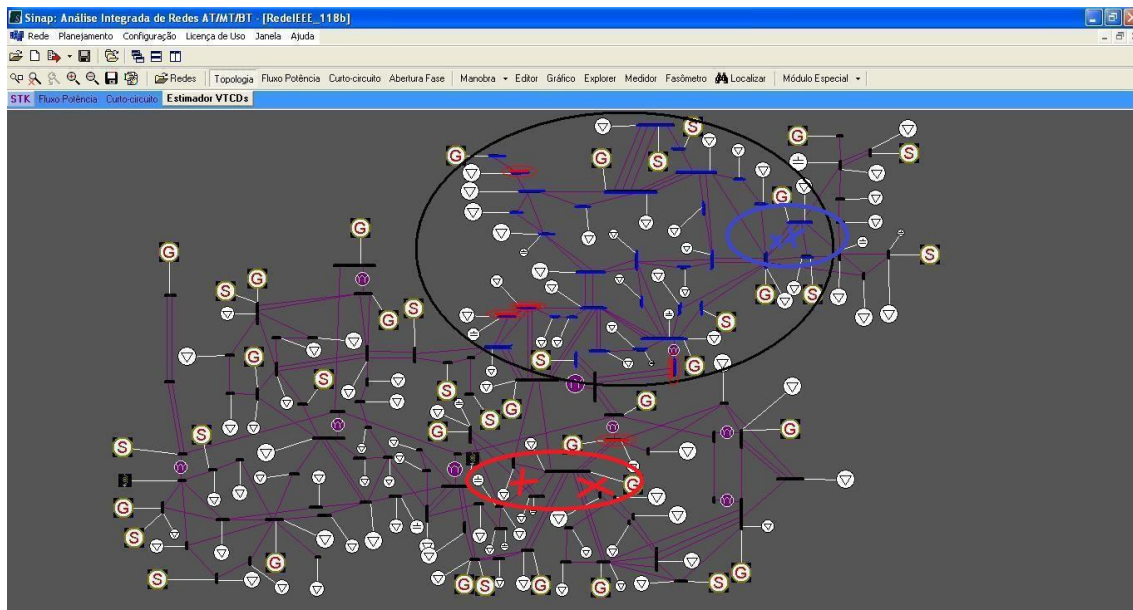 Sinap: Análise Integrada de Redes AT/MT/BT - [RedeIEEE_118b]
Rede Planejamento Configuração Licença de Uso Janela Ajuda
Redes Topologia Fluxo Potência Curto-circuito Abertura Fase Manobra Editor Gráfico Explorer Medidor Fasômetro Localizar Módulo Especial
STK Fluxo Potência Curto-circuito Estimador VTCDs
S
G G
S
G S
G
G
G
S
G
G
G S
S G
S
G
S G
G
S
S
G
G S
G G
G
S S
G
G
S
G
S
G S G G S G